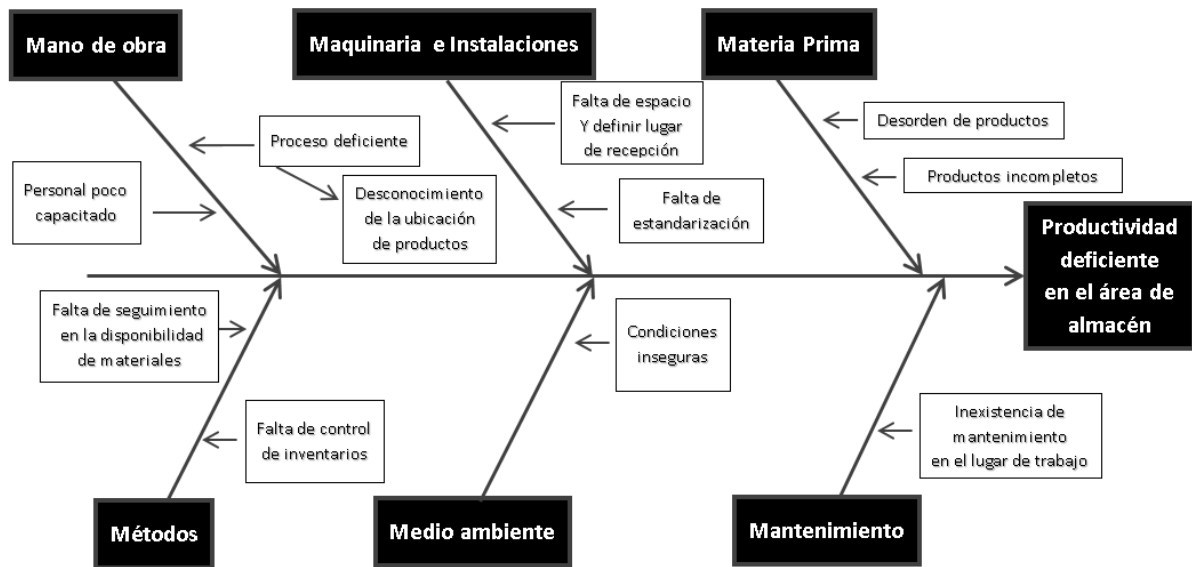 Mano de obra
Maquinaria e Instalaciones
Materia Prima
Proceso deficiente
Personal poco
capacitado
Desconocimiento
de la ubicación
de productos
Falta de espacio
Y definir lugar
de recepción
Falta de
estandarización
Desorden de productos
Productos incompletos
Productividad
deficiente
en el área de
almacén
Falta de seguimiento
en la disponibilidad
de materiales
Falta de control
de inventarios
Condiciones
inseguras
Inexistencia de
mantenimiento
en el lugar de trabajo
Métodos
Medio ambiente
Mantenimiento